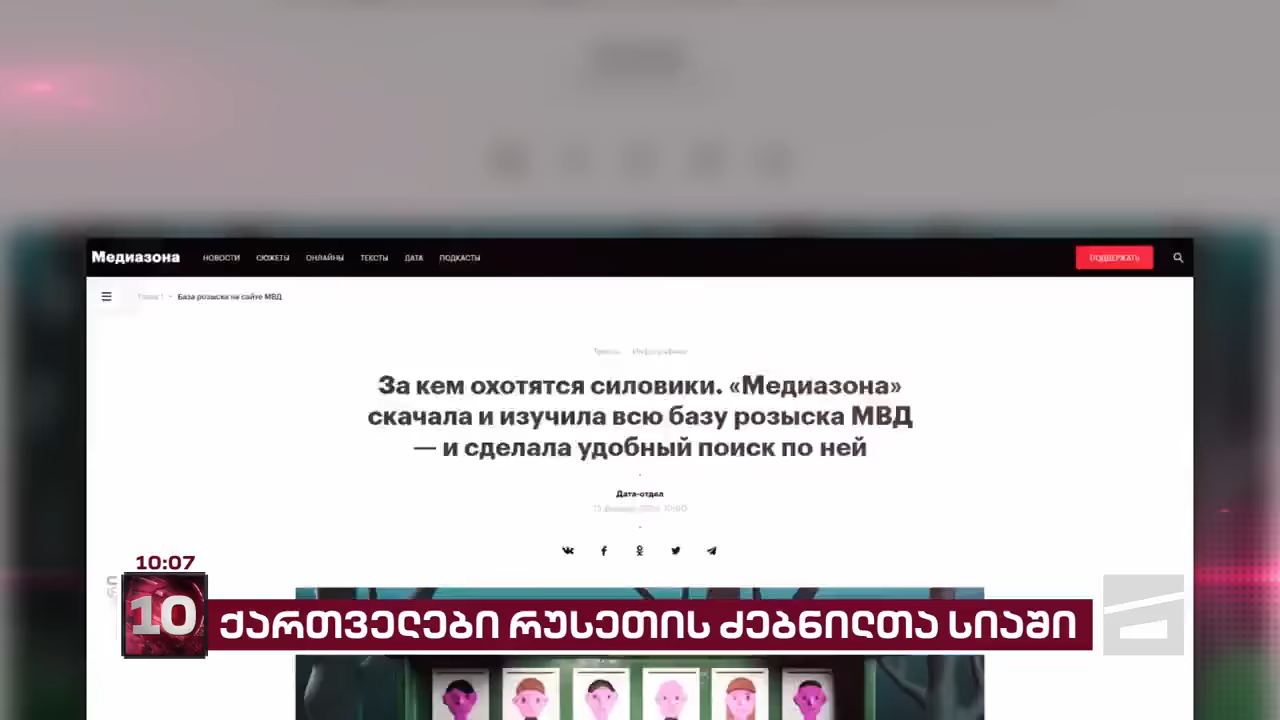 Медиазона НОВОСТИ СЮЖЕТЫ ОНЛАЙНЫ ТЕКСТЫ ДАТА ПОДКАСТЫ ПОДДЕРЖАТЬ
База розыска на сайте МВД
За кем охотятся силовики. «Медиазона»
скачала и изучила всю базу розыска МВД
— и сделала удобный поиск по ней
Дата-отдел
10:07
10 ქართველები რუსეთის ძებნილთა სიაში